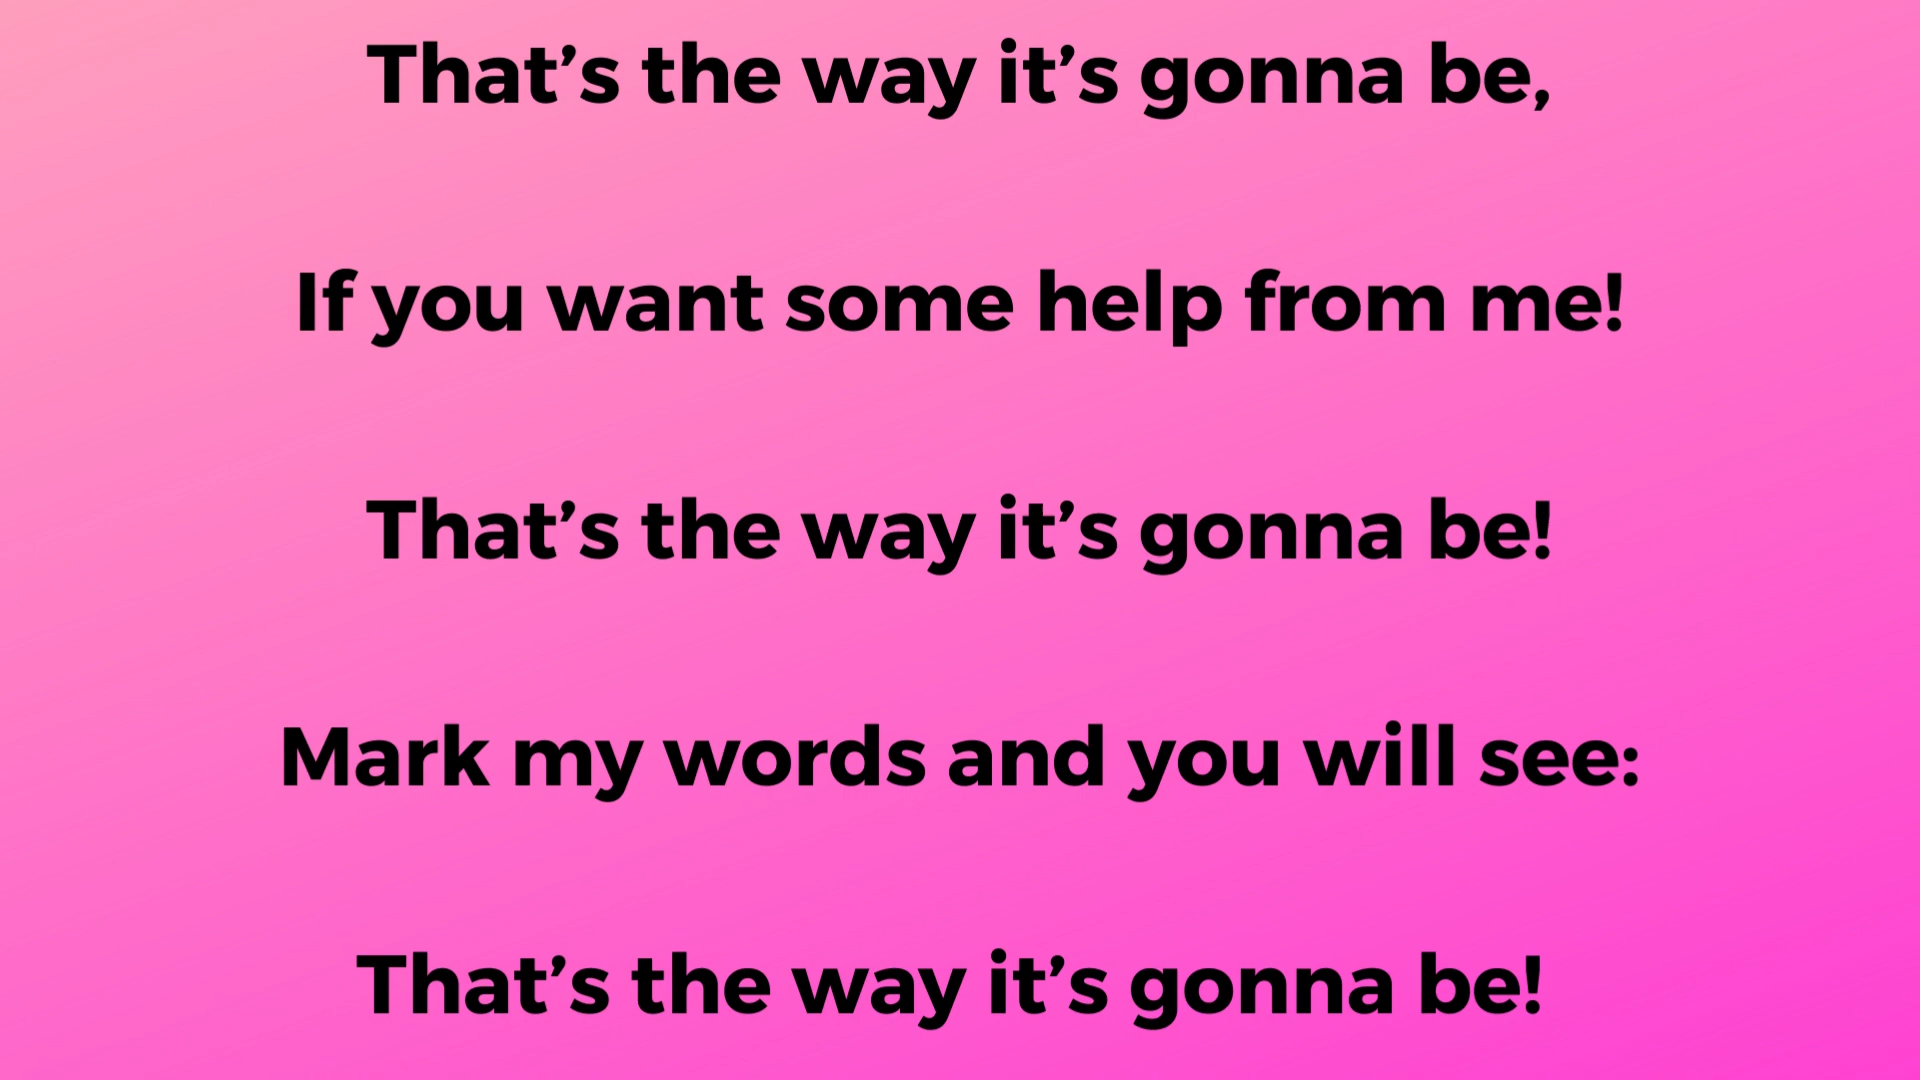 That’s the way it’s gonna be,
If you want some help from me!
That’s the way it’s gonna be!
Mark my words and you will see:
That’s the way it’s gonna be!